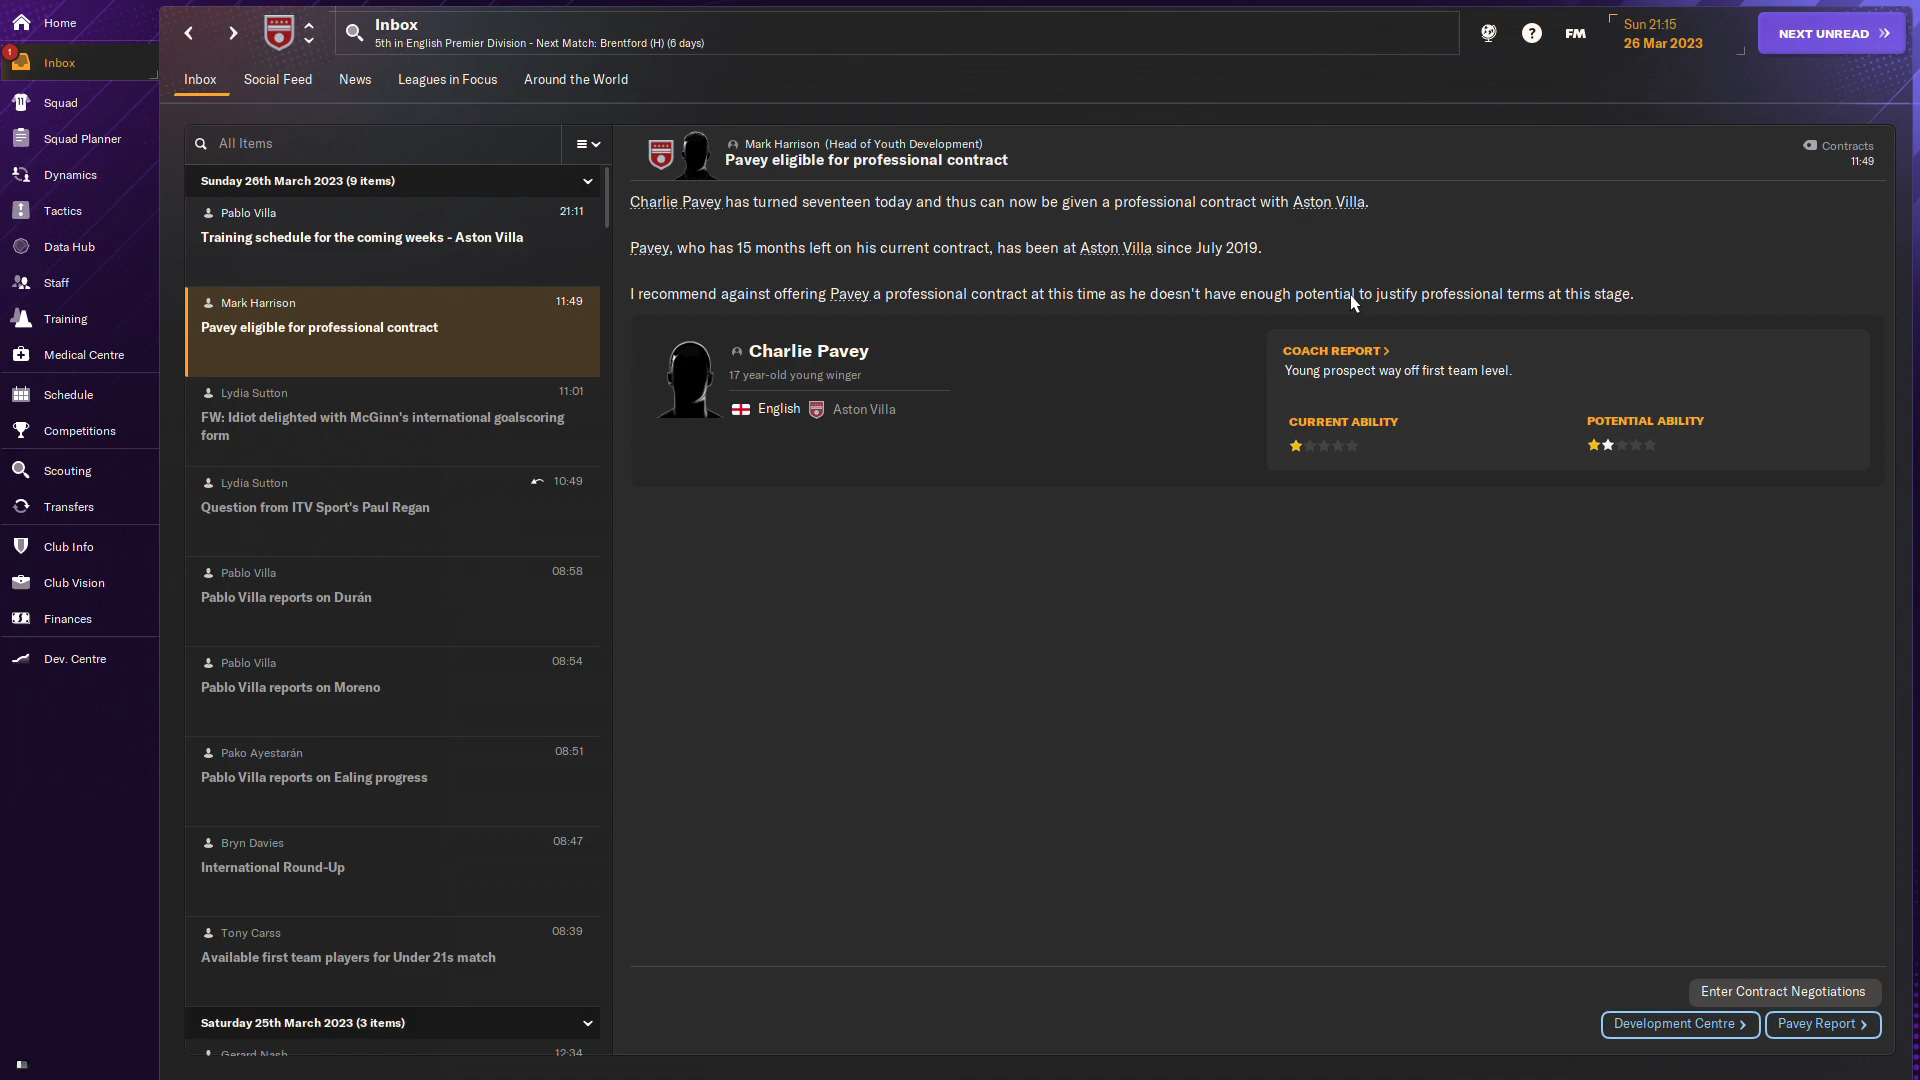 Home
1
Inbox
Squad
Squad Planner
Dynamics
Tactics
Data Hub
Staff
Training
Medical Centre
Schedule
Competitions
Scouting
Transfers
Club Info
Club Vision
Finances
Dev. Centre
Inbox
5th in English Premier Division - Next Match: Brentford (H) (6 days)
FM
Sun 21:15
26 Mar 2023
NEXT UNREAD
Inbox Social Feed News Leagues in Focus Around the World
All Items
Sunday 26th March 2023 (9 items)
Pablo Villa 21:11
Training schedule for the coming weeks - Aston Villa
Mark Harrison 11:49
Pavey eligible for professional contract
Lydia Sutton 11:01
FW: Idiot delighted with McGinn's international goalscoring
form
Lydia Sutton 10:49
Question from ITV Sport's Paul Regan
Pablo Villa 08:58
Pablo Villa reports on Durán
Pablo Villa 08:54
Pablo Villa reports on Moreno
Pako Ayestarán 08:51
Pablo Villa reports on Ealing progress
Bryn Davies 08:47
International Round-Up
Tony Carss 08:39
Available first team players for Under 21s match
Saturday 25th March 2023 (3 items)
Gerard Nash 12:34
Mark Harrison (Head of Youth Development)
Pavey eligible for professional contract
Contracts
11:49
Charlie Pavey has turned seventeen today and thus can now be given a professional contract with Aston Villa.
Pavey, who has 15 months left on his current contract, has been at Aston Villa since July 2019.
I recommend against offering Pavey a professional contract at this time as he doesn't have enough potential to justify professional terms at this stage.
Charlie Pavey
17 year-old young winger
English Aston Villa
COACH REPORT >
Young prospect way off first team level.
CURRENT ABILITY POTENTIAL ABILITY
Enter Contract Negotiations
Development Centre > Pavey Report >